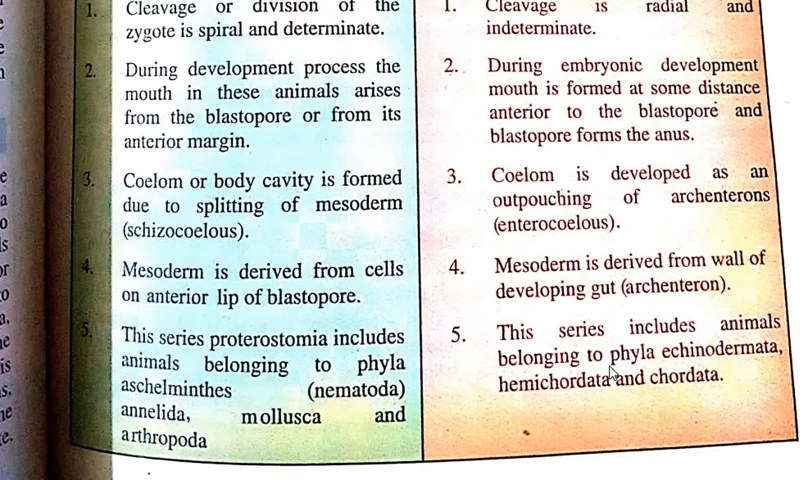 1. Cleavage or division of the
zygote is spiral and determinate.
2. During development process the
mouth in these animals arises
from the blastopore or from its
anterior margin.
3. Coelom or body cavity is formed
due to splitting of mesoderm
(schizocoelous).
4. Mesoderm is derived from cells
on anterior lip of blastopore.
5. This series proterostomia includes
animals belonging to phyla
aschelminthes (nematoda)
annelida, mollusca and
arthropoda
1. Cleavage is radial and
indeterminate.
2. During embryonic development
mouth is formed at some distance
anterior to the blastopore and
blastopore forms the anus.
3. Coelom is developed as an
outpouching of archenterons
(enterocoelous).
4. Mesoderm is derived from wall of
developing gut (archenteron).
5. This series includes animals
belonging to phyla echinodermata,
hemichordata and chordata.